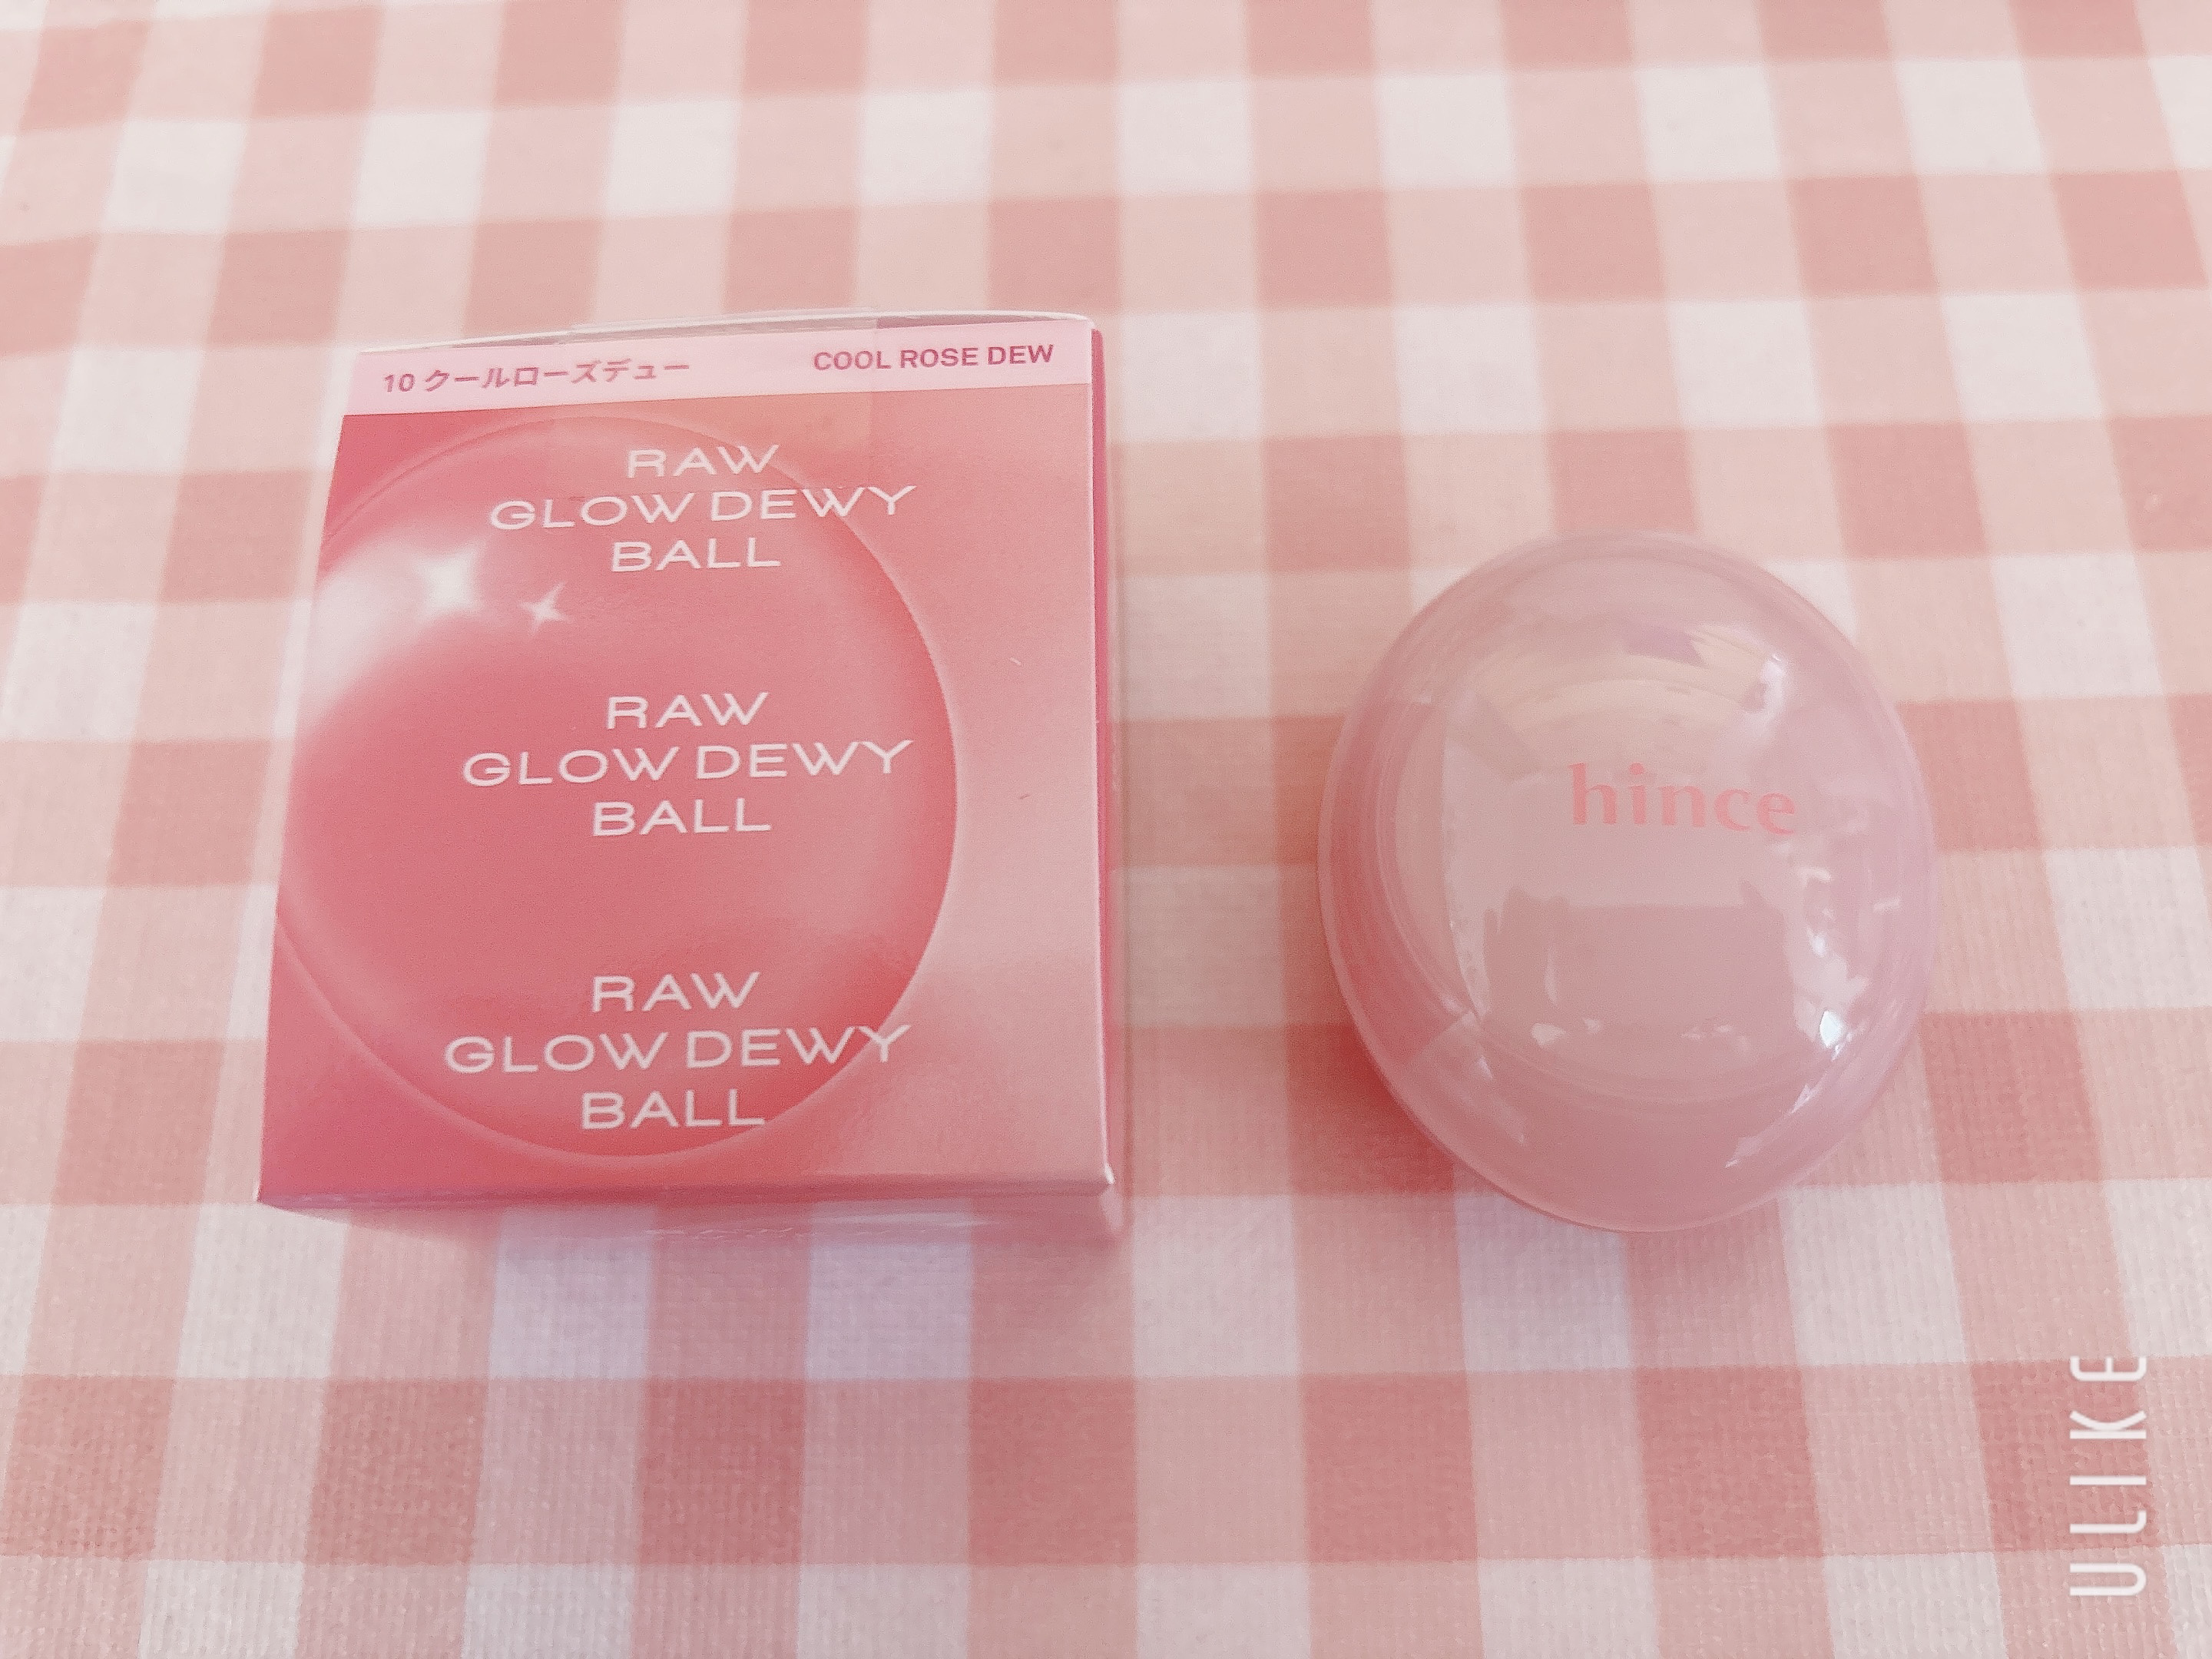 10 クールローズデュー
COOL ROSE DEW
RAW
GLOW DEWY
BALL
RAW
GLOW DEWY
BALL
RAW
GLOW DEWY
BALL
hince
ULIKE